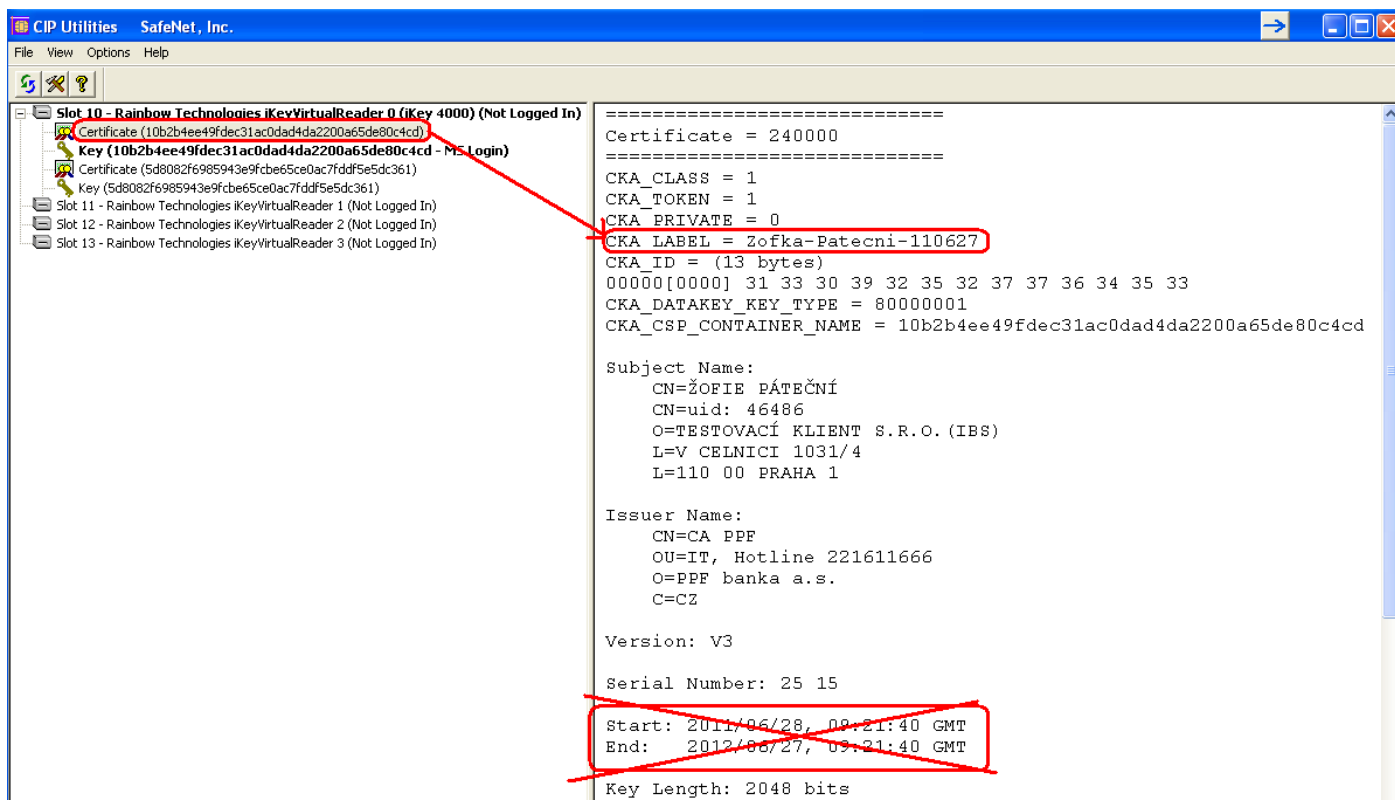 CIP Utilities SafeNet, Inc.
File View Options Help
Slot 10 - Rainbow Technologies iKeyVirtualReader 0 (iKey 4000) (Not Logged In)
Certificate (10b2b4ee49fdec31ac0dad4da2200a65de80c4cd)
Key (10b2b4ee49fdec31ac0dad4da2200a65de80c4cd - MS Login)
Certificate (5d8082f6985943e9fcbe65ce0ac7fddf5e5dc361)
Key (5d8082f6985943e9fcbe65ce0ac7fddf5e5dc361)
Slot 11 - Rainbow Technologies iKeyVirtualReader 1 (Not Logged In)
Slot 12 - Rainbow Technologies iKeyVirtualReader 2 (Not Logged In)
Slot 13 - Rainbow Technologies iKeyVirtualReader 3 (Not Logged In)
=============================
Certificate = 240000
=============================
CKA_CLASS = 1
CKA_TOKEN = 1
CKA_PRIVATE = 0
CKA_LABEL = Zofka-Patecni-110627
CKA_ID = (13 bytes)
00000[0000] 31 33 30 39 32 35 32 37 37 36 34 35 33
CKA_DATAKEY_KEY_TYPE = 80000001
CKA_CSP_CONTAINER_NAME = 10b2b4ee49fdec31ac0dad4da2200a65de80c4cd
Subject Name:
CN=ŽOFIE PÁTEČNÍ
CN=uid: 46486
O=TESTOVACÍ KLIENT S.R.O.(IBS)
L=V CELNICI 1031/4
L=110 00 PRAHA 1
Issuer Name:
CN=CA PPF
OU=IT, Hotline 221611666
O=PPF banka a.s.
C=CZ
Version: V3
Serial Number: 25 15
Start: 2011/06/28, 09:21:40 GMT
End: 2012/06/27, 09:21:40 GMT
Key Length: 2048 bits